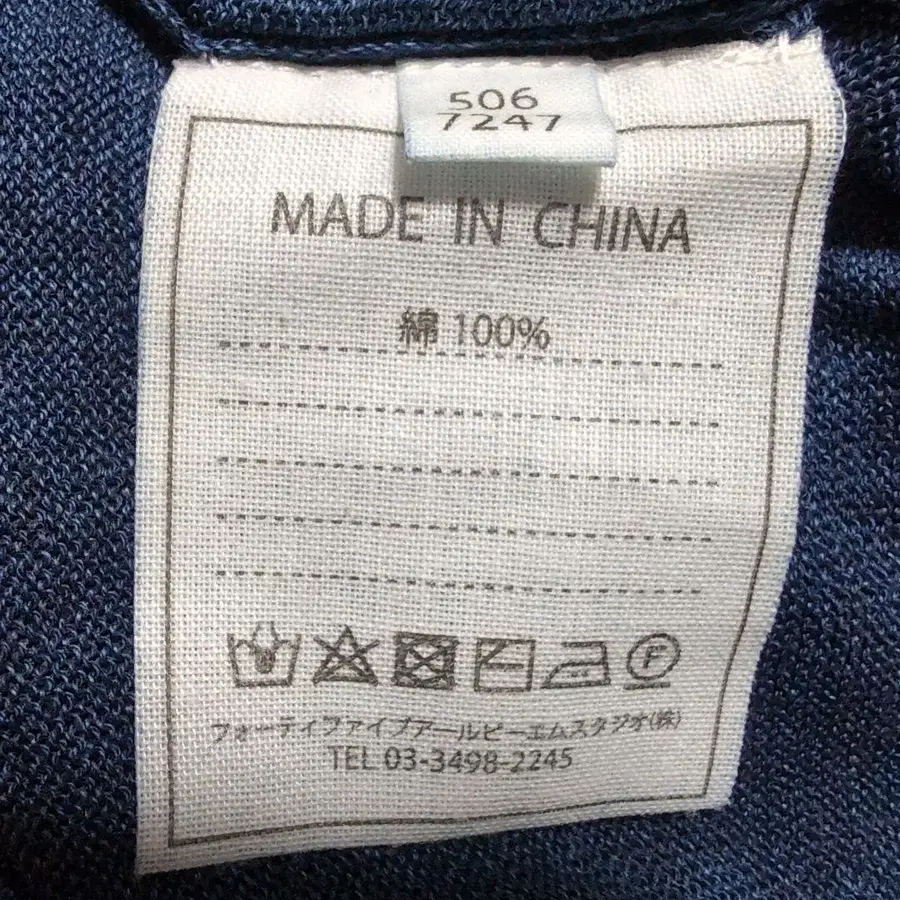 506
7247
MADE IN CHINA
綿 100%
F
フォーティファイブアールピーエムスタジオ(株)
TEL 03-3498-2245